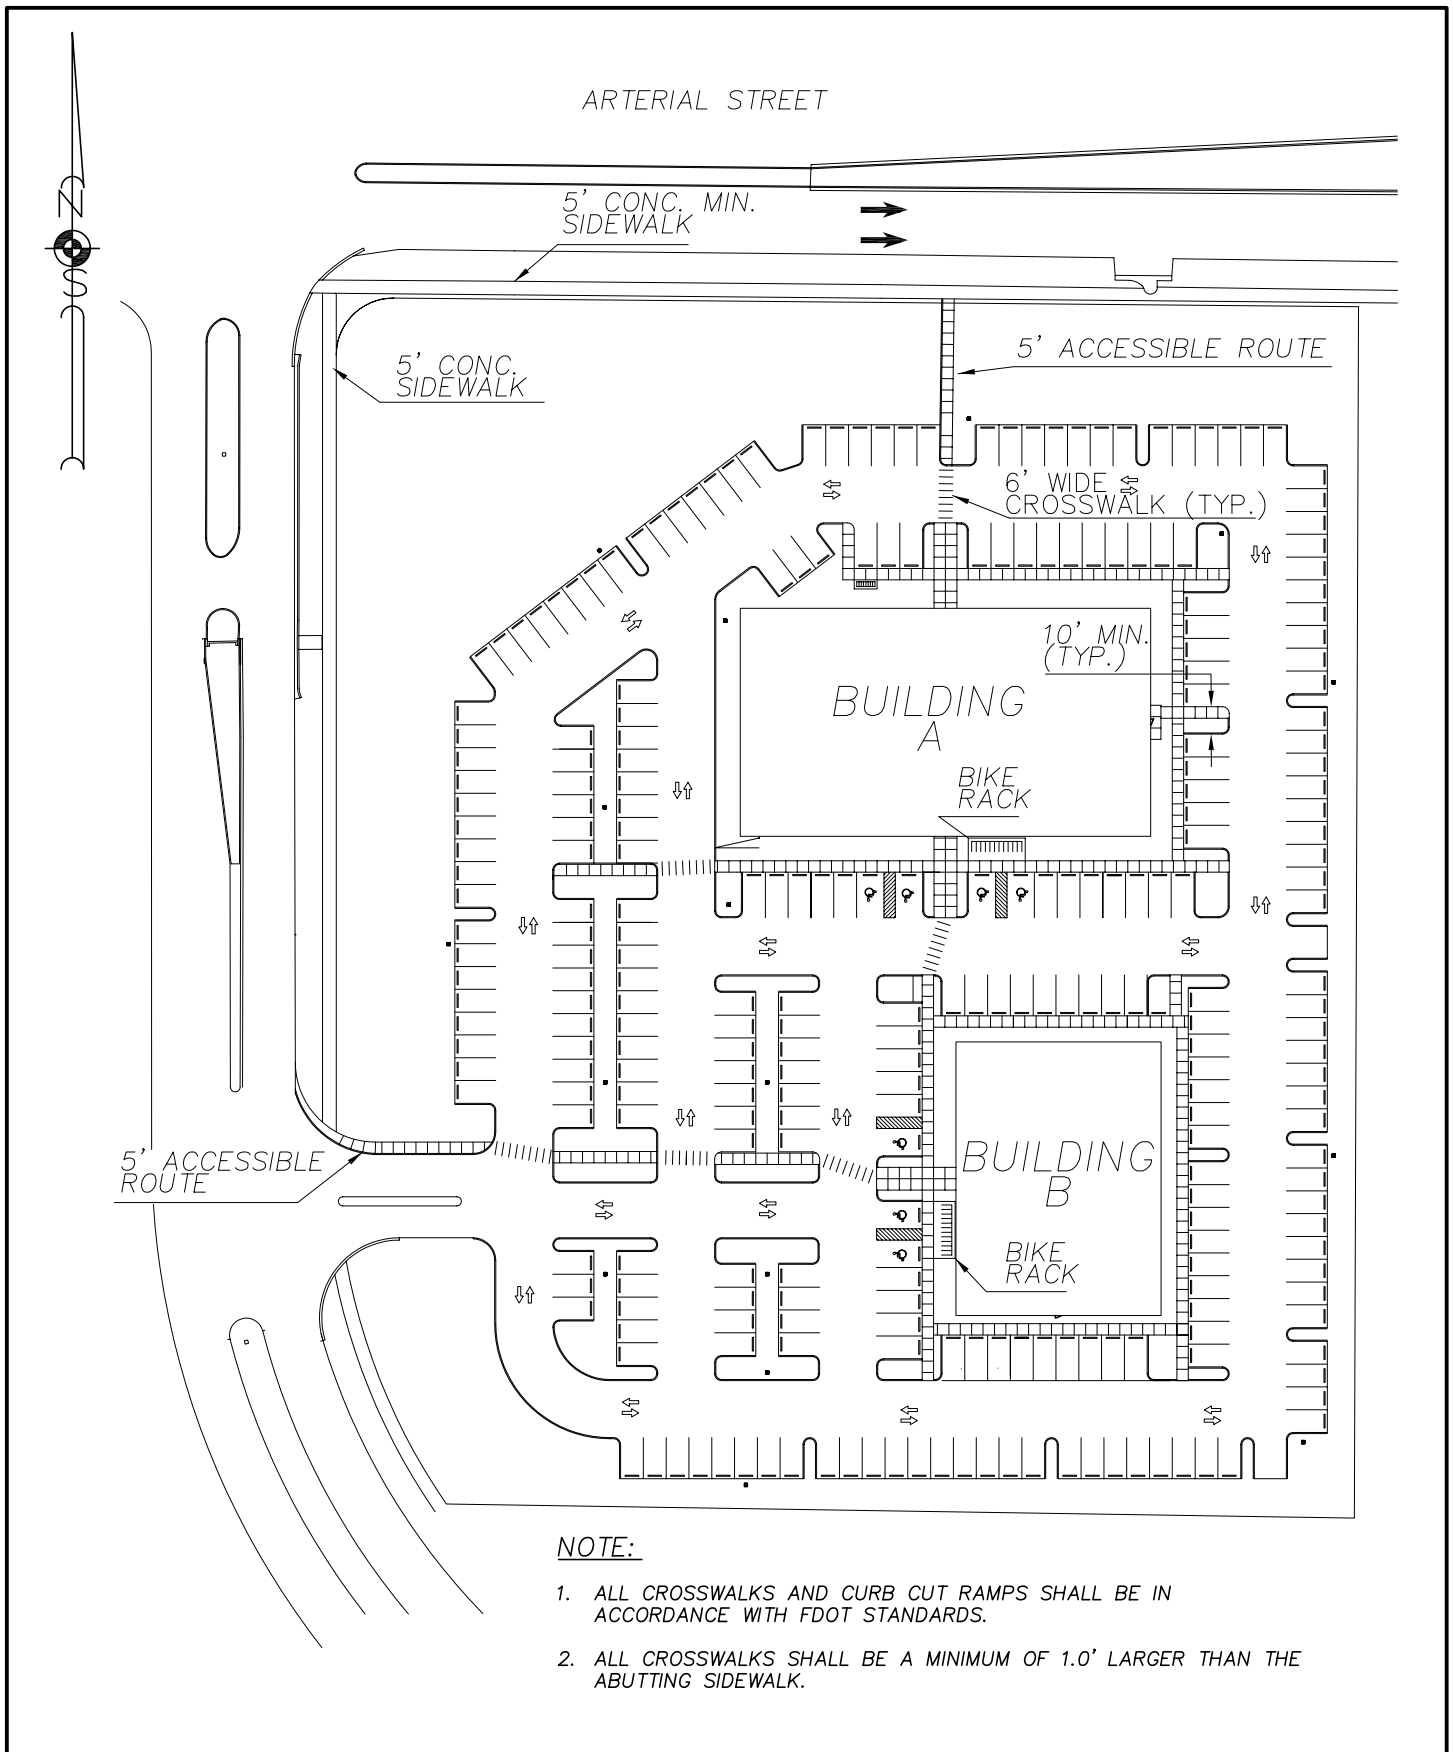 ARTERIAL STREET
N
S
5' CONC. MIN.
SIDEWALK
5' CONC.
SIDEWALK
5' ACCESSIBLE ROUTE
6' WIDE
CROSSWALK (TYP.)
10' MIN.
(TYP.)
BUILDING
A
BIKE
RACK
5' ACCESSIBLE
ROUTE
BUILDING
B
BIKE
RACK
NOTE:
1. ALL CROSSWALKS AND CURB CUT RAMPS SHALL BE IN
ACCORDANCE WITH FDOT STANDARDS.
2. ALL CROSSWALKS SHALL BE A MINIMUM OF 1.0' LARGER THAN THE
ABUTTING SIDEWALK.